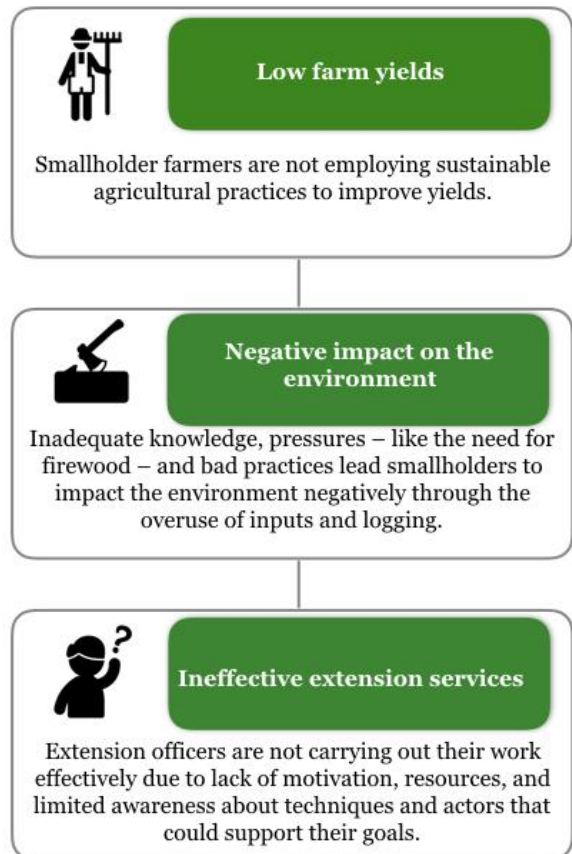 Low farm yields
Smallholder farmers are not employing sustainable
agricultural practices to improve yields.
Negative impact on the
environment
Inadequate knowledge, pressures – like the need for
firewood – and bad practices lead smallholders to
impact the environment negatively through the
overuse of inputs and logging.
?
Ineffective extension services
Extension officers are not carrying out their work
effectively due to lack of motivation, resources, and
limited awareness about techniques and actors that
could support their goals.